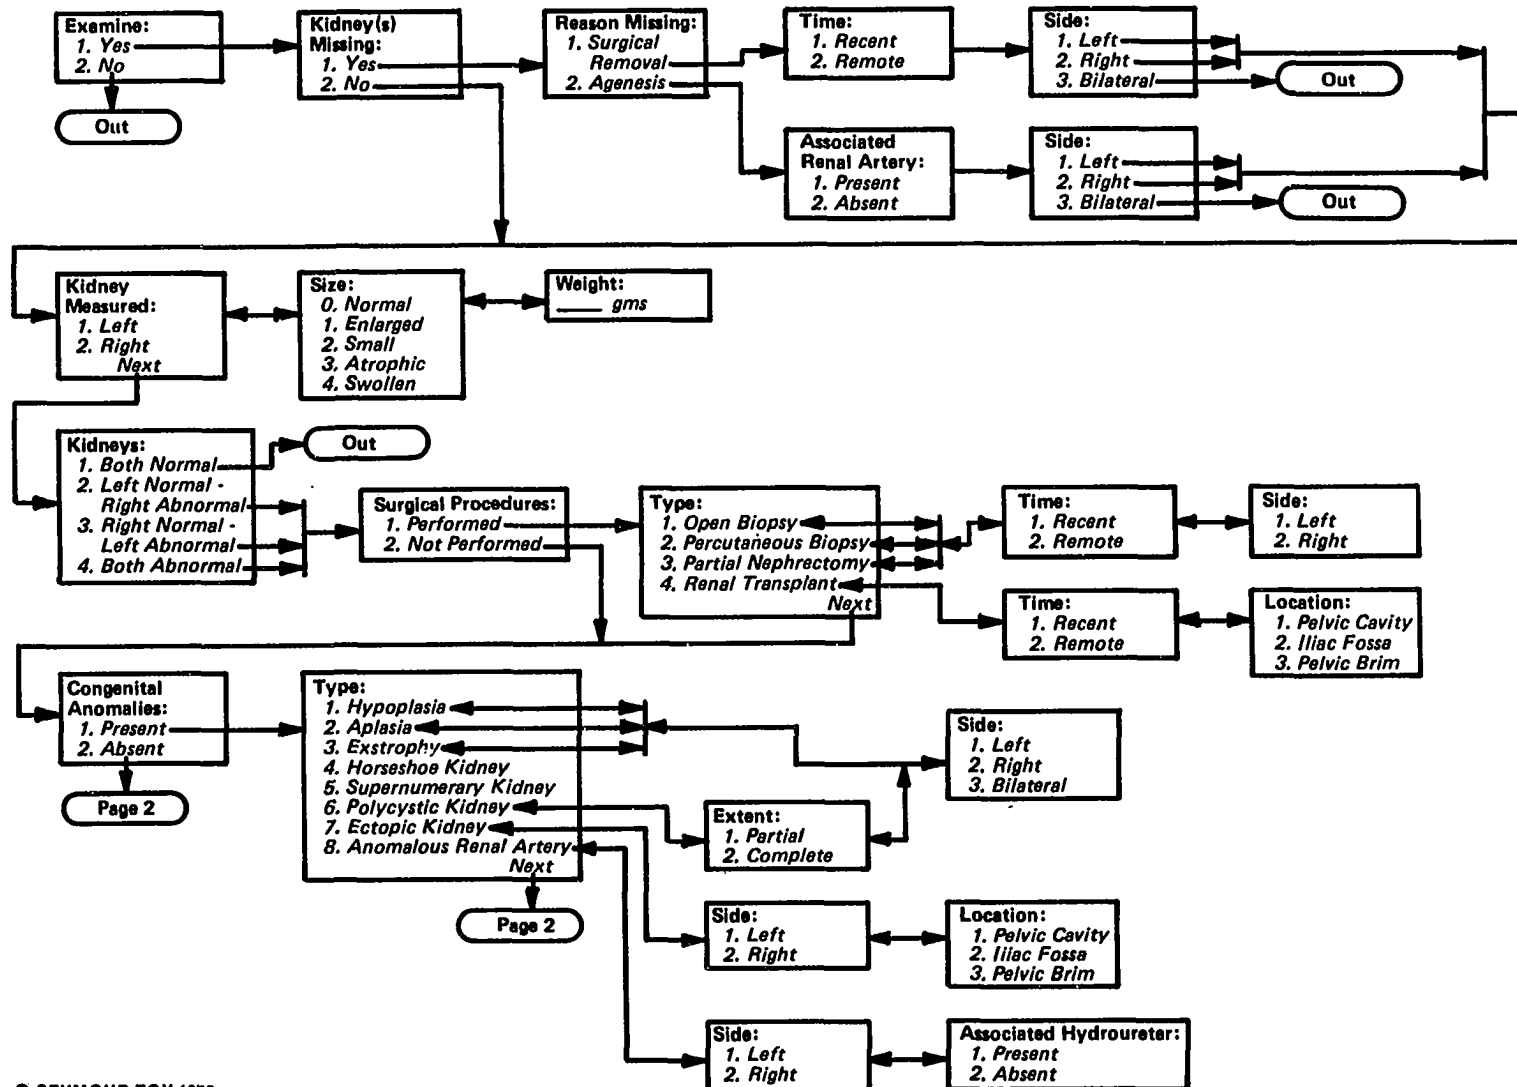 Examine:
1. Yes
2. No
Out
Kidney(s)
Missing:
1. Yes
2. No
Reason Missing:
1. Surgical
Removal
2. Agenesis
Time:
1. Recent
2. Remote
Side:
1. Left
2. Right
3. Bilateral
Out
Associated
Renal Artery:
1. Present
2. Absent
Side:
1. Left
2. Right
3. Bilateral
Out
Kidney
Measured:
1. Left
2. Right
Next
Size:
0. Normal
1. Enlarged
2. Small
3. Atrophic
4. Swollen
Weight:
____ gms
Kidneys:
1. Both Normal
2. Left Normal -
Right Abnormal
3. Right Normal -
Left Abnormal
4. Both Abnormal
Out
Surgical Procedures:
1. Performed
2. Not Performed
Type:
1. Open Biopsy
2. Percutaneous Biopsy
3. Partial Nephrectomy
4. Renal Transplant
Next
Time:
1. Recent
2. Remote
Side:
1. Left
2. Right
Time:
1. Recent
2. Remote
Location:
1. Pelvic Cavity
2. Iliac Fossa
3. Pelvic Brim
Congenital
Anomalies:
1. Present
2. Absent
Page 2
Type:
1. Hypoplasia
2. Aplasia
3. Exstrophy
4. Horseshoe Kidney
5. Supernumerary Kidney
6. Polycystic Kidney
7. Ectopic Kidney
8. Anomalous Renal Artery
Next
Page 2
Side:
1. Left
2. Right
3. Bilateral
Extent:
1. Partial
2. Complete
Side:
1. Left
2. Right
Location:
1. Pelvic Cavity
2. Iliac Fossa
3. Pelvic Brim
Side:
1. Left
2. Right
Associated Hydroureter:
1. Present
2. Absent